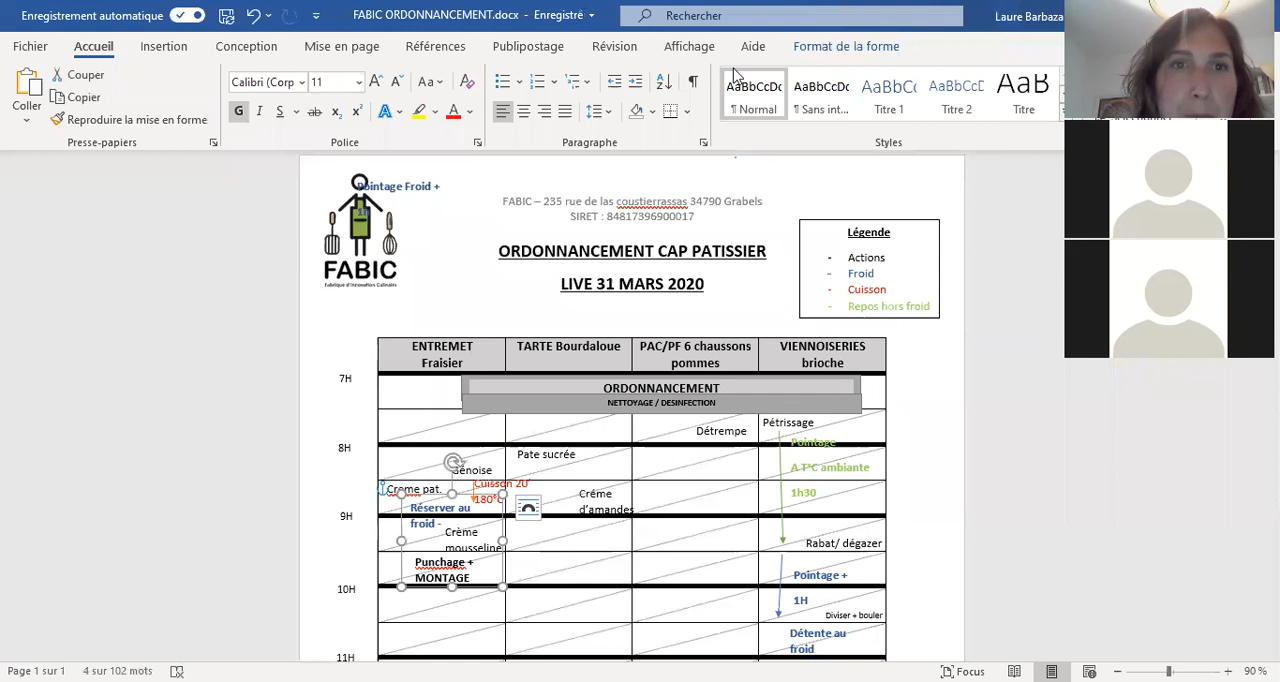 Enregistrement automatique
FABIC ORDONNANCEMENT.docx - Enregistré
Rechercher
Laure Barbaza
Fichier Accueil Insertion Conception Mise en page Références Publipostage Révision Affichage Aide Format de la forme
Coller
Couper
Copier
Reproduire la mise en forme
Calibri (Corp 11
AaBbCcDc AaBbCcDc AaBbCc AaBbCcD AaB
¶ Normal ¶ Sans int... Titre 1 Titre 2 Titre
Presse-papiers Police Paragraphe Styles
Pointage Froid +
FABIC
Fabrique d'Innovation Culinaire
FABIC – 235 rue de las coustierrassas 34790 Grabels
SIRET : 84817396900017
ORDONNANCEMENT CAP PATISSIER
LIVE 31 MARS 2020
Légende
- Actions
- Froid
- Cuisson
- Repos hors froid
ENTREMET Fraisier
TARTE Bourdaloue
PAC/PF 6 chaussons pommes
VIENNOISERIES brioche
7H
ORDONNANCEMENT
NETTOYAGE / DESINFECTION
Détrempe
Pétrissage
8H
Pointage
A T°C ambiante
1h30
Pate sucrée
Génoise
Creme pat.
Cuisson 20'
180°c
Créme
d'amandes
Réserver au
froid -
9H
Crème
mousseline
Rabat/ dégazer
Punchage +
MONTAGE
Pointage +
1H
10H
Diviser + bouler
Détente au
froid
11H
Page 1 sur 1 4 sur 102 mots
Focus
90 %